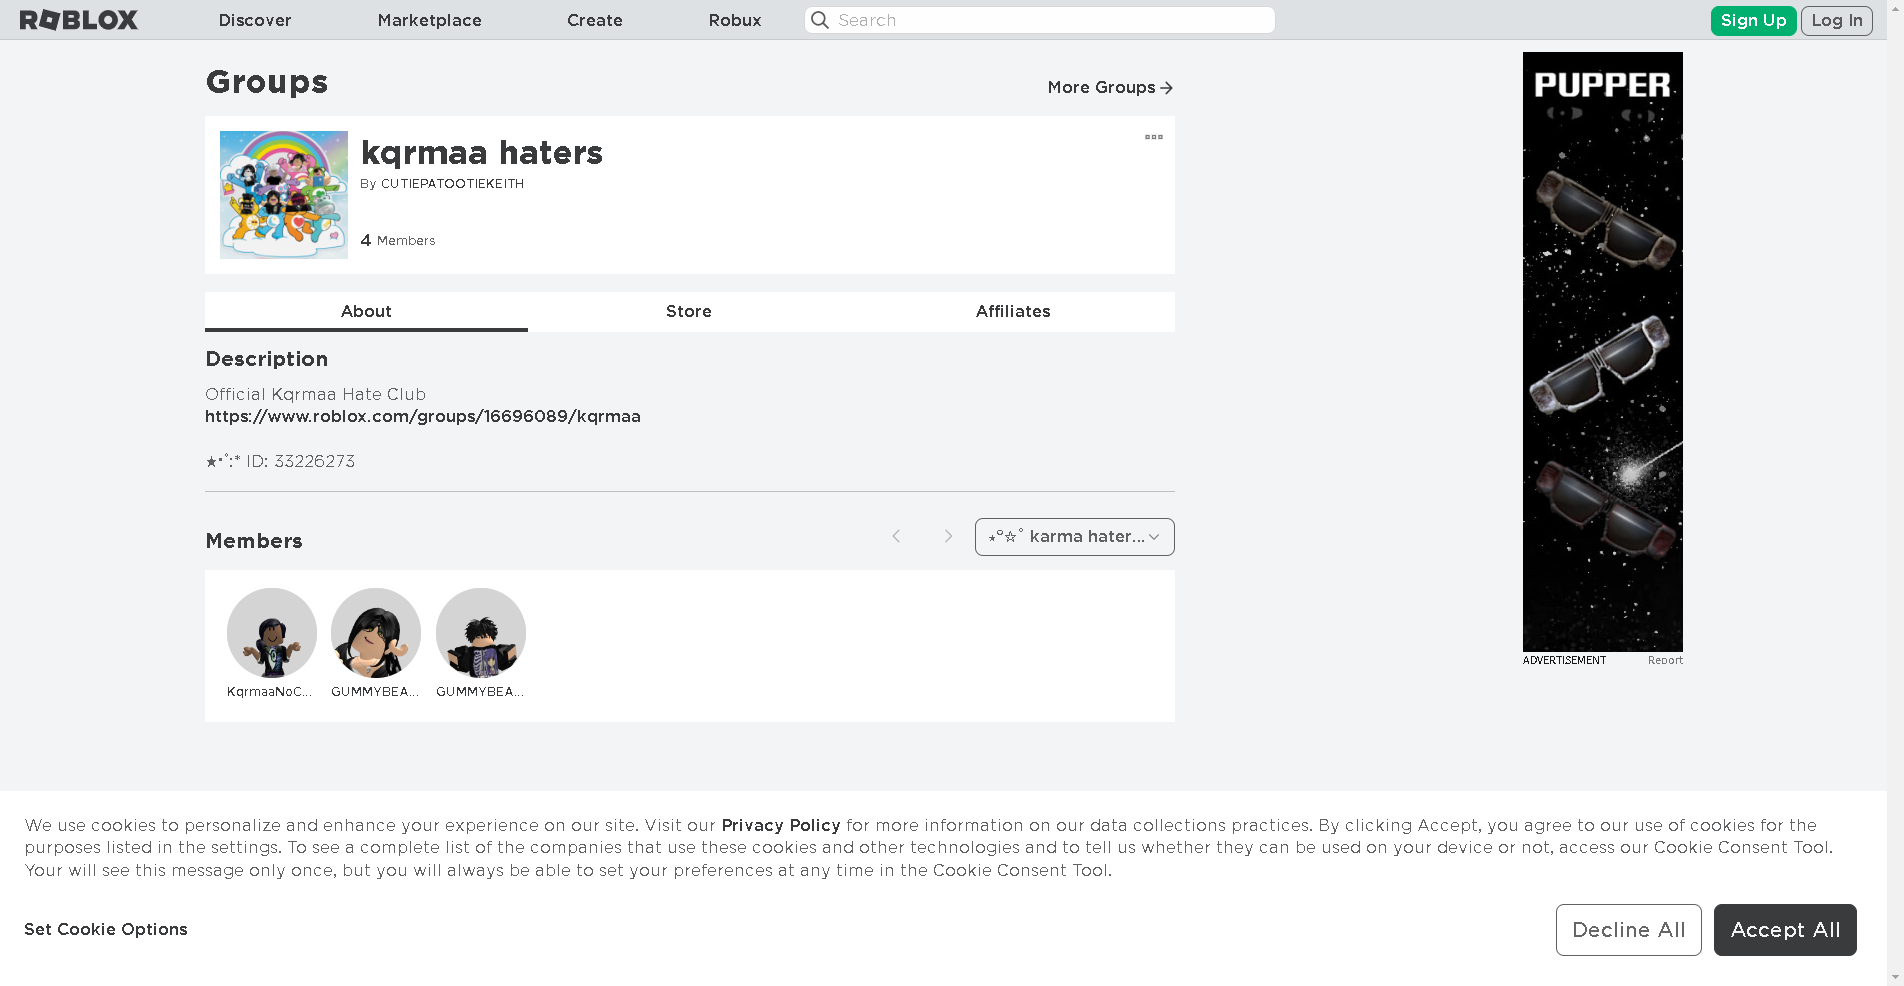 ROBLOX Discover Marketplace Create Robux Search Sign Up Log In
Groups
More Groups
kqrmaa haters
By CUTIEPATOOTIEKEITH
4 Members
About Store Affiliates
Description
Official Kqrmaa Hate Club
https://www.roblox.com/groups/16696089/kqrmaa
★•˚:* ID: 33226273
Members
⋆°☆˚ karma hater...
KqrmaaNoC... GUMMYBEA... GUMMYBEA...
PUPPER
ADVERTISEMENT Report
We use cookies to personalize and enhance your experience on our site. Visit our Privacy Policy for more information on our data collections practices. By clicking Accept, you agree to our use of cookies for the
purposes listed in the settings. To see a complete list of the companies that use these cookies and other technologies and to tell us whether they can be used on your device or not, access our Cookie Consent Tool.
Your will see this message only once, but you will always be able to set your preferences at any time in the Cookie Consent Tool.
Set Cookie Options
Decline All Accept All